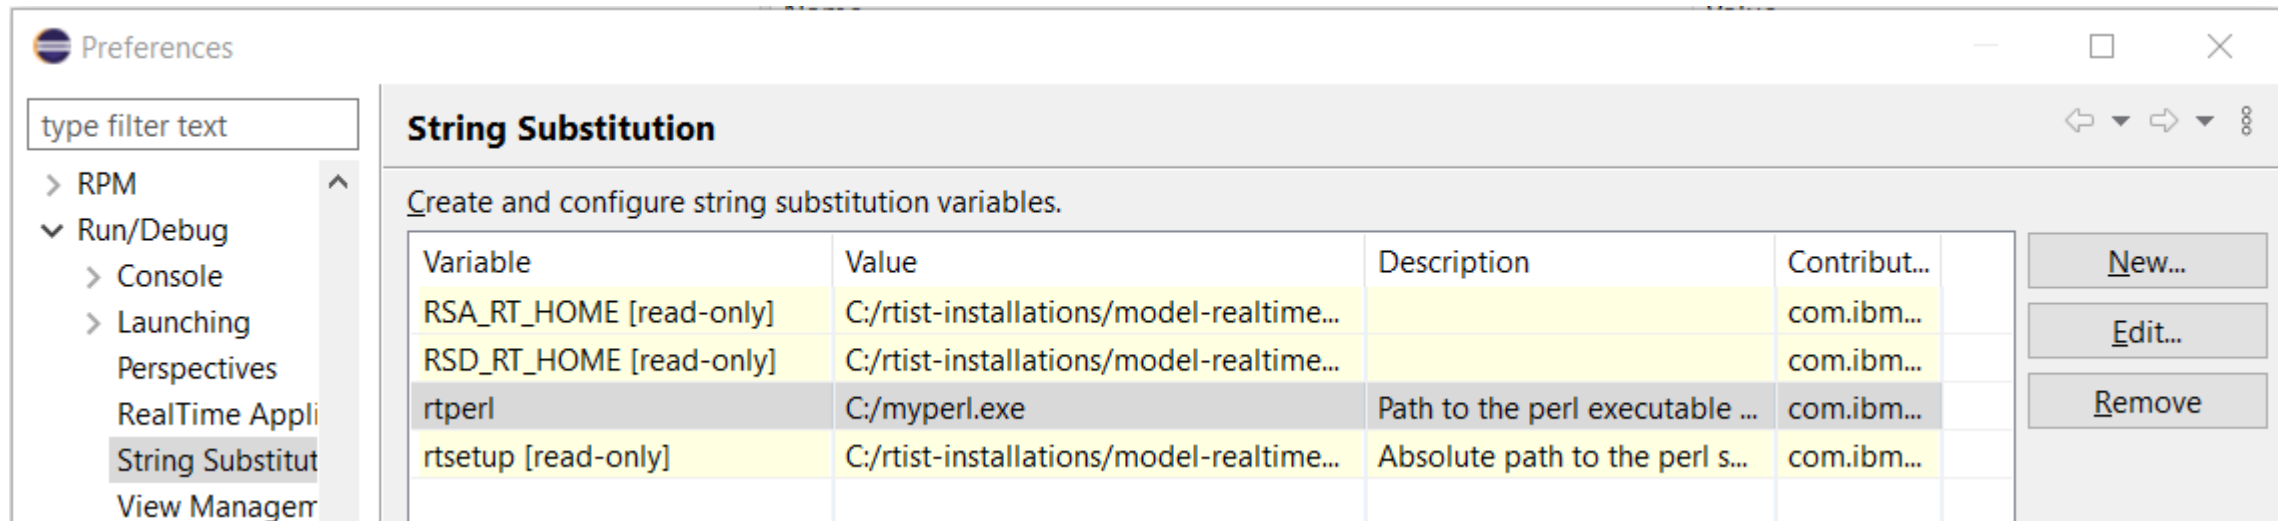 Preferences
type filter text
String Substitution
RPM
Create and configure string substitution variables.
Run/Debug
Console
Launching
Perspectives
RealTime Appli
String Substitut
View Managem
Variable Value Description Contribut...
RSA_RT_HOME [read-only] C:/rtist-installations/model-realtime... com.ibm...
RSD_RT_HOME [read-only] C:/rtist-installations/model-realtime... com.ibm...
rtperl C:/myperl.exe Path to the perl executable ... com.ibm...
rtsetup [read-only] C:/rtist-installations/model-realtime... Absolute path to the perl s... com.ibm...
New...
Edit...
Remove